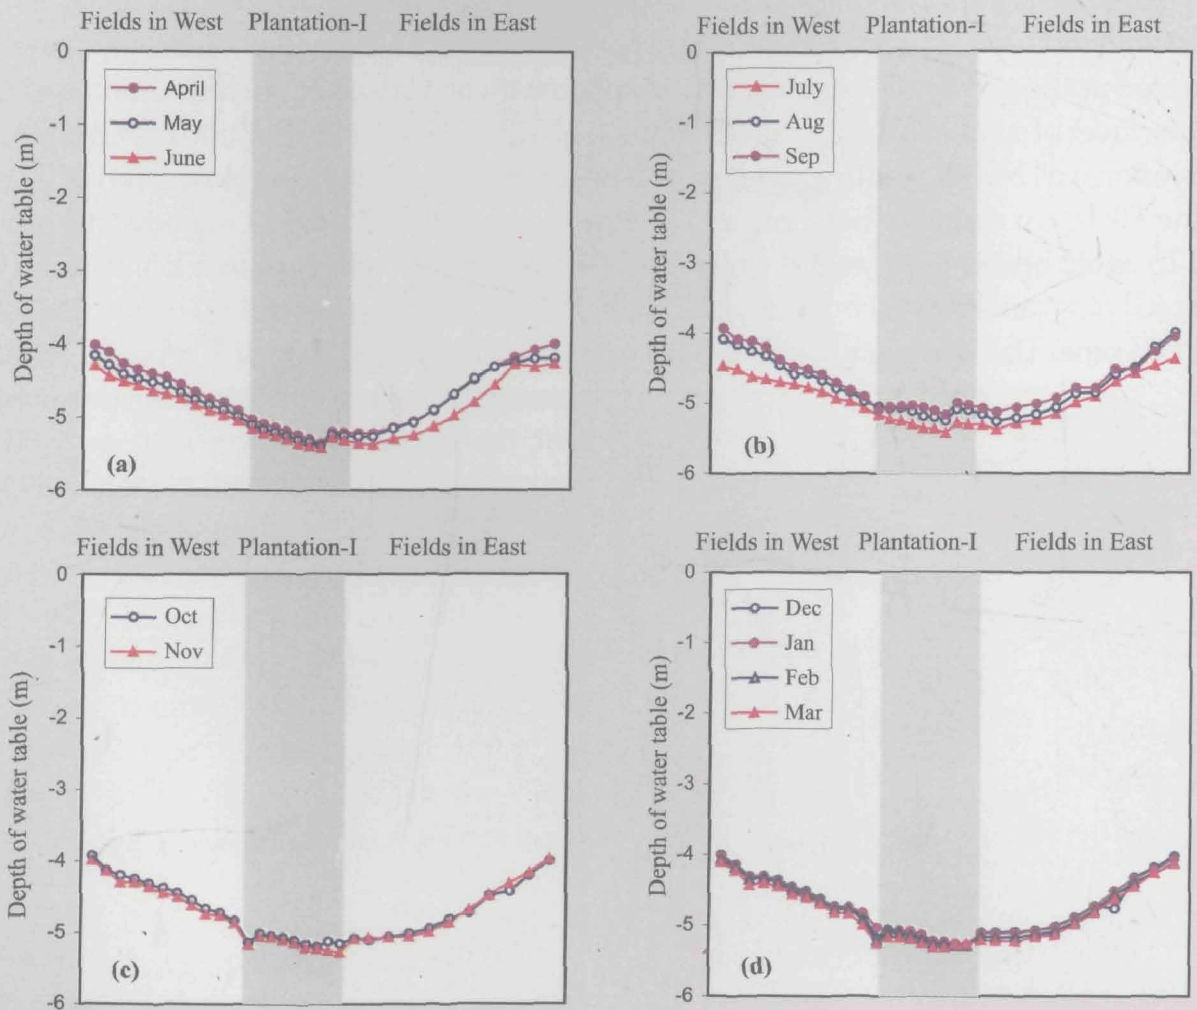 Fields in West Plantation-I Fields in East
0
-1
-2
-3
-4
-5
-6
Depth of water table (m)
April
May
June
(a)
Fields in West Plantation-I Fields in East
0
-1
-2
-3
-4
-5
-6
Depth of water table (m)
July
Aug
Sep
(b)
Fields in West Plantation-I Fields in East
0
-1
-2
-3
-4
-5
-6
Depth of water table (m)
Oct
Nov
(c)
Fields in West Plantation-I Fields in East
0
-1
-2
-3
-4
-5
-6
Depth of water table (m)
Dec
Jan
Feb
Mar
(d)